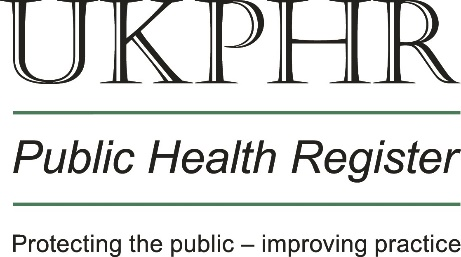 UKPHR
Public Health Register
Protecting the public – improving practice